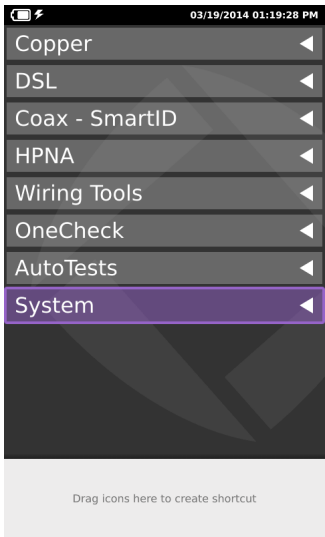 03/19/2014 01:19:28 PM
Copper
DSL
Coax - SmartID
HPNA
Wiring Tools
OneCheck
AutoTests
System
Drag icons here to create shortcut